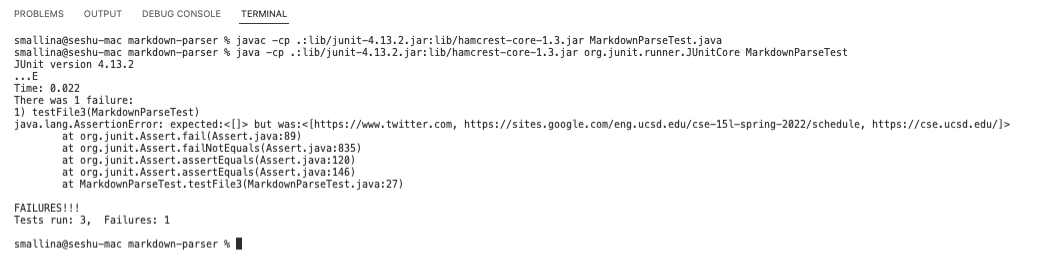 PROBLEMS OUTPUT DEBUG CONSOLE TERMINAL
smallina@seshu-mac markdown-parser % javac -cp .:lib/junit-4.13.2.jar:lib/hamcrest-core-1.3.jar MarkdownParseTest.java
smallina@seshu-mac markdown-parser % java -cp .:lib/junit-4.13.2.jar:lib/hamcrest-core-1.3.jar org.junit.runner.JUnitCore MarkdownParseTest
JUnit version 4.13.2
...E
Time: 0.022
There was 1 failure:
1) testFile3(MarkdownParseTest)
java.lang.AssertionError: expected:<[]> but was:<[https://www.twitter.com, https://sites.google.com/eng.ucsd.edu/cse-15l-spring-2022/schedule, https://cse.ucsd.edu/]>
        at org.junit.Assert.fail(Assert.java:89)
        at org.junit.Assert.failNotEquals(Assert.java:835)
        at org.junit.Assert.assertEquals(Assert.java:120)
        at org.junit.Assert.assertEquals(Assert.java:146)
        at MarkdownParseTest.testFile3(MarkdownParseTest.java:27)
FAILURES!!!
Tests run: 3,  Failures: 1
smallina@seshu-mac markdown-parser %